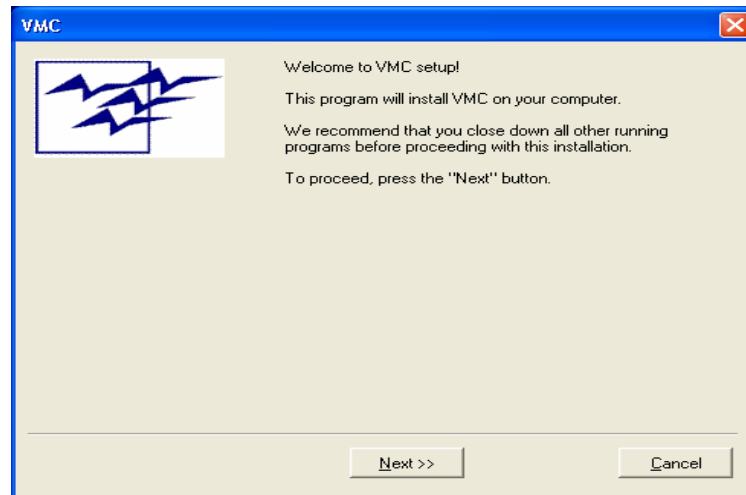 VMC
Welcome to VMC setup!
This program will install VMC on your computer.
We recommend that you close down all other running
programs before proceeding with this installation.
To proceed, press the "Next" button.
Next >>
Cancel